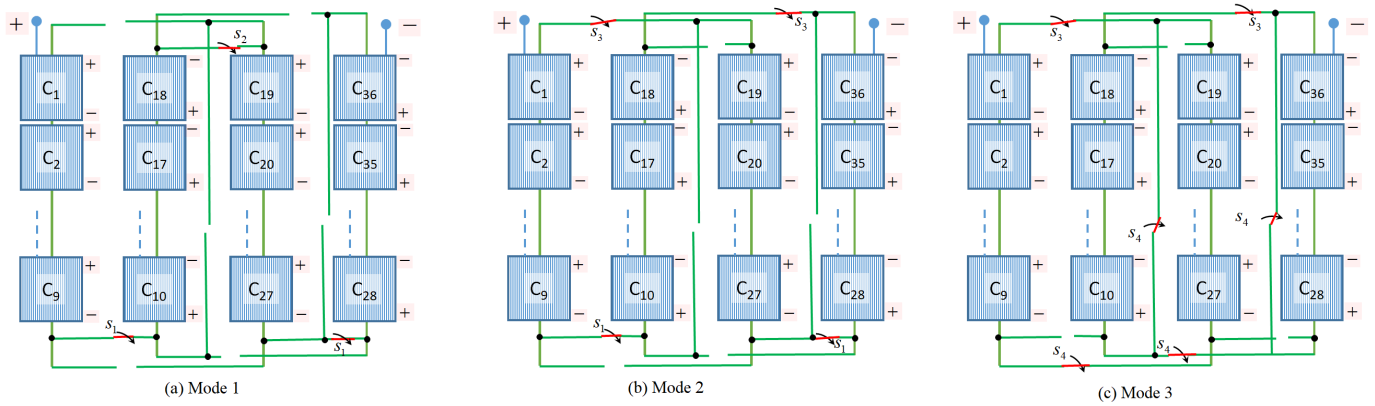 + − + − + −
s₂ s₃ s₃ s₃ s₃
C₁ + C₁₈ − C₁₉ + C₃₆ − C₁ + C₁₈ − C₁₉ + C₃₆ − C₁ + C₁₈ − C₁₉ + C₃₆ −
− + − + − + − + − + − +
C₂ + C₁₇ − C₂₀ + C₃₅ − C₂ + C₁₇ − C₂₀ + C₃₅ − C₂ + C₁₇ − C₂₀ + C₃₅ −
− + − + − + − + − + − +
s₄ s₄
C₉ + C₁₀ − C₂₇ + C₂₈ − C₉ + C₁₀ − C₂₇ + C₂₈ − C₉ + C₁₀ − C₂₇ + C₂₈ −
− + − + − + − + − + − +
s₁ s₁ s₁ s₁ s₄ s₄
(a) Mode 1 (b) Mode 2 (c) Mode 3